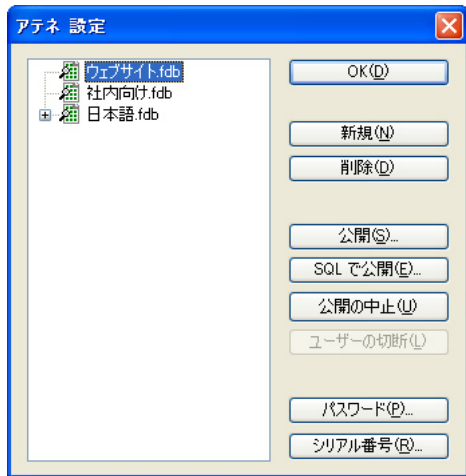 アテネ 設定
ウェブサイト.fdb
社内向け.fdb
日本語.fdb
OK(D)
新規(N)
削除(D)
公開(S)...
SQL で公開(E)...
公開の中止(U)
ユーザーの切断(L)
パスワード(P)...
シリアル番号(R)...